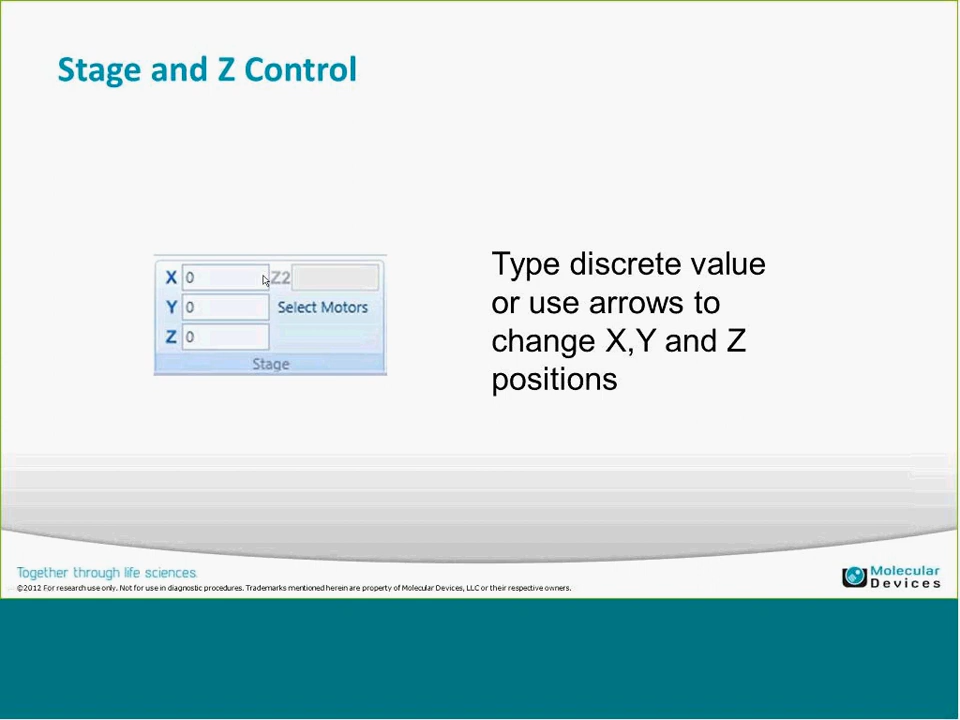 Stage and Z Control
X 0 Z2
Y 0 Select Motors
Z 0
Stage
Type discrete value
or use arrows to
change X,Y and Z
positions
Together through life sciences.
©2012 For research use only. Not for use in diagnostic procedures. Trademarks mentioned herein are property of Molecular Devices, LLC or their respective owners.
Molecular
Devices